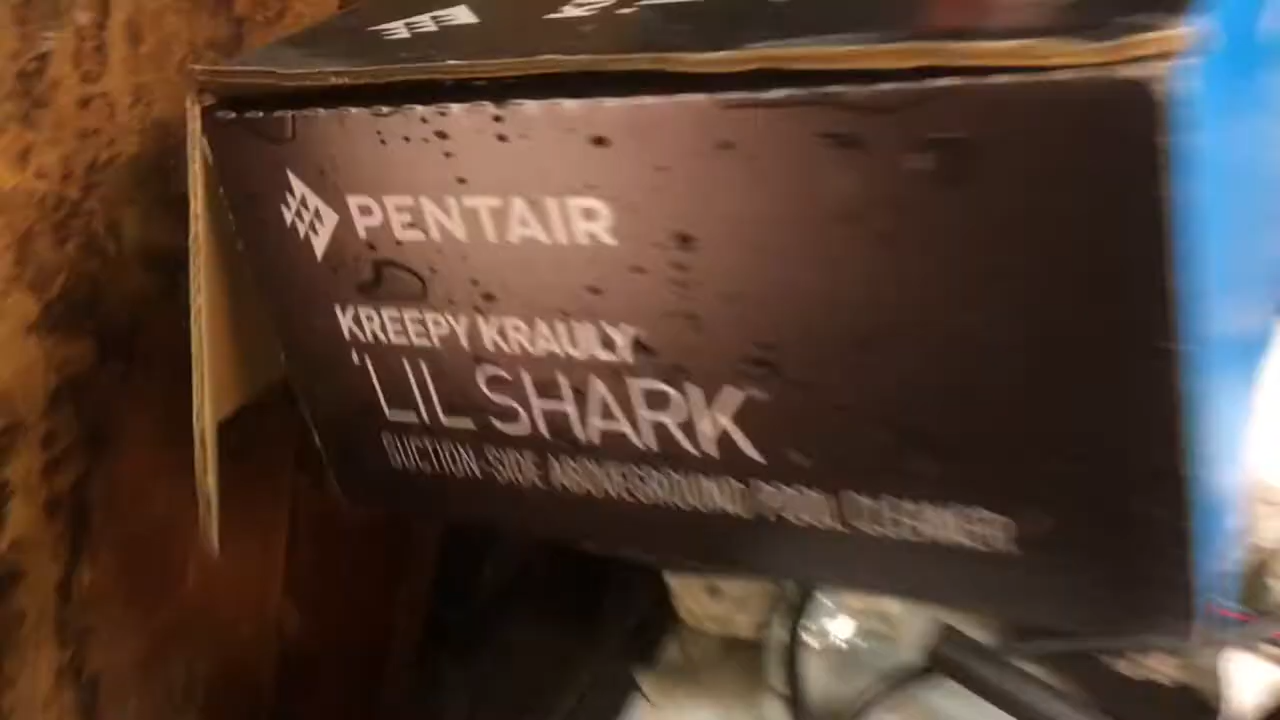 PENTAIR
KREEPY KRAULY
'LIL SHARK
SUCTION-SIDE ABOVEGROUND POOL CLEANER